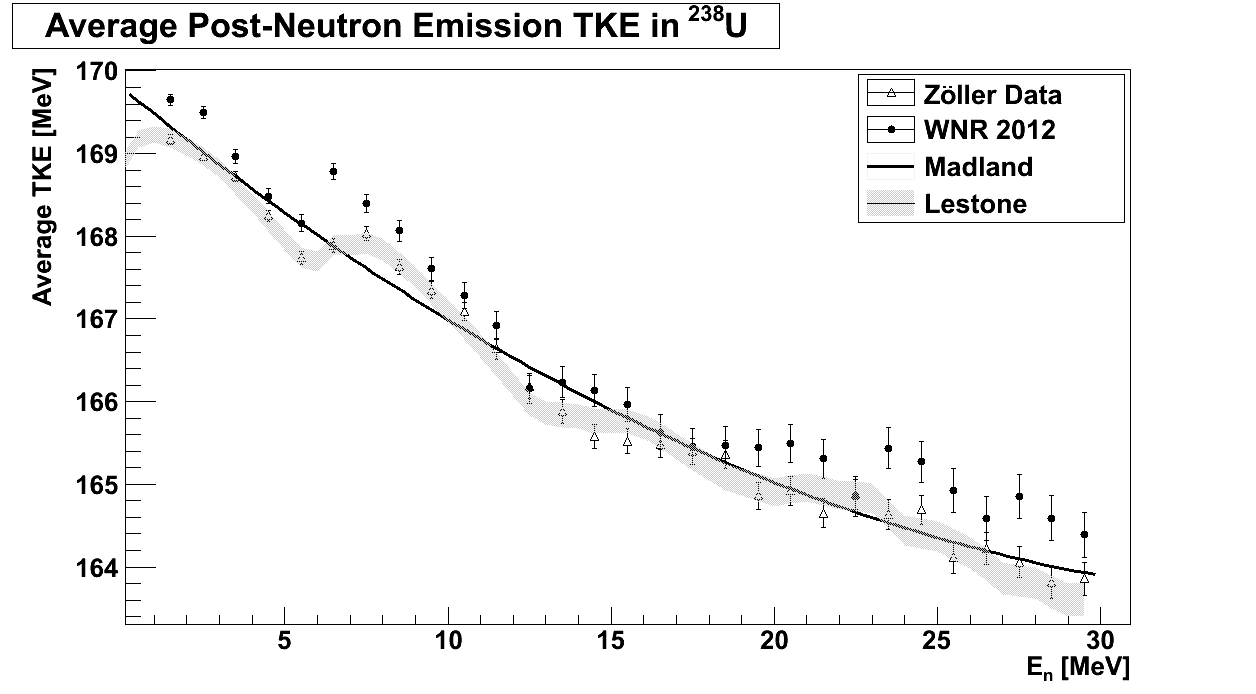 Average Post-Neutron Emission TKE in ²³⁸U
Average TKE [MeV]
170
169
168
167
166
165
164
Zöller Data
WNR 2012
Madland
Lestone
5 10 15 20 25 30
Eₙ [MeV]